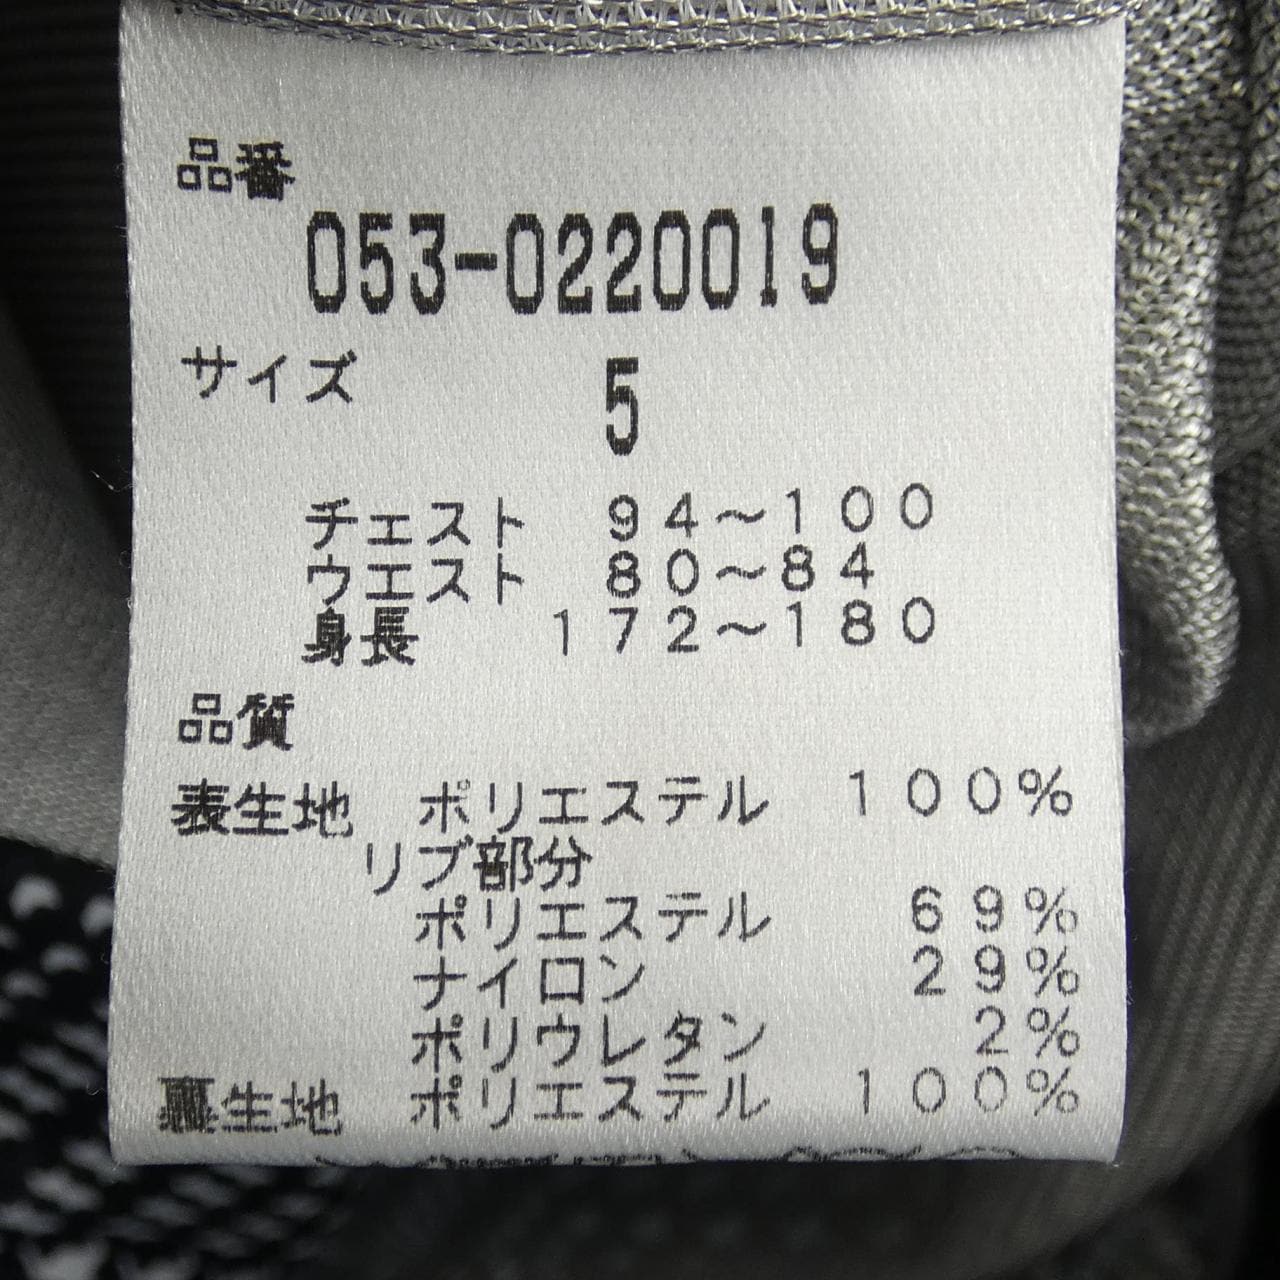 品番
053-0220019
サイズ 5
チェスト 94～100
ウエスト 80～84
身長 172～180
品質
表生地 ポリエステル 100%
リブ部分
ポリエステル 69%
ナイロン 29%
ポリウレタン 2%
裏生地 ポリエステル 100%